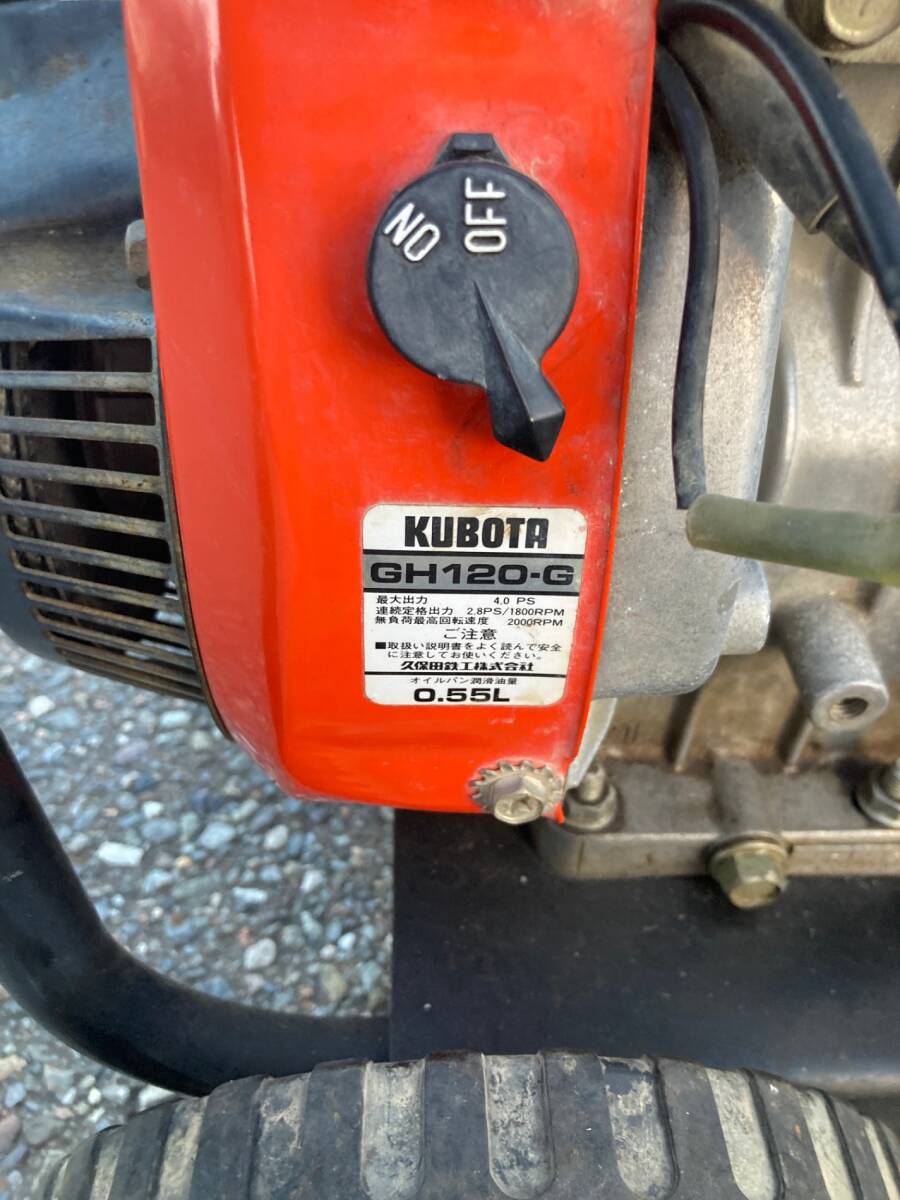 OFF
ON
KUBOTA
GH120-G
最大出力 4.0 PS
連続定格出力 2.8PS/1800RPM
無負荷最高回転速度 2000RPM
ご注意
■取扱い説明書をよく読んで安全
に注意してお使いください。
久保田鉄工株式会社
オイルパン潤滑油量
0.55L